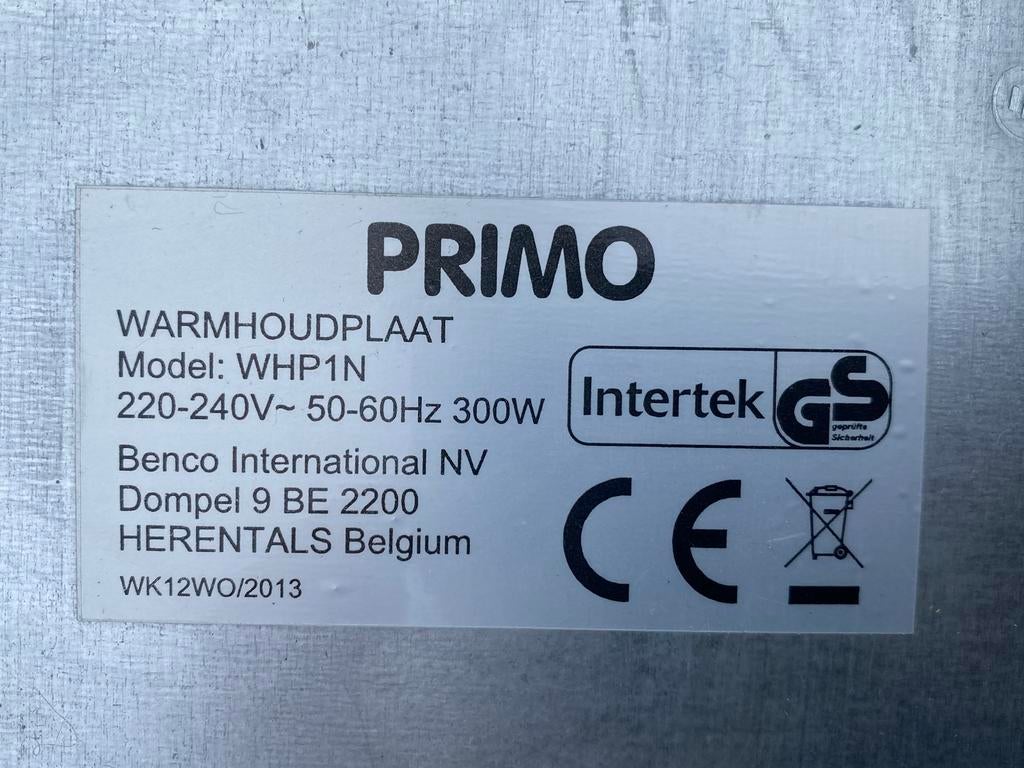 PRIMO
WARMHOUDPLAAT
Model: WHP1N
220-240V~ 50-60Hz 300W
Benco International NV
Dompel 9 BE 2200
HERENTALS Belgium
WK12WO/2013
Intertek
GS
geprüfte
Sicherheit
CE